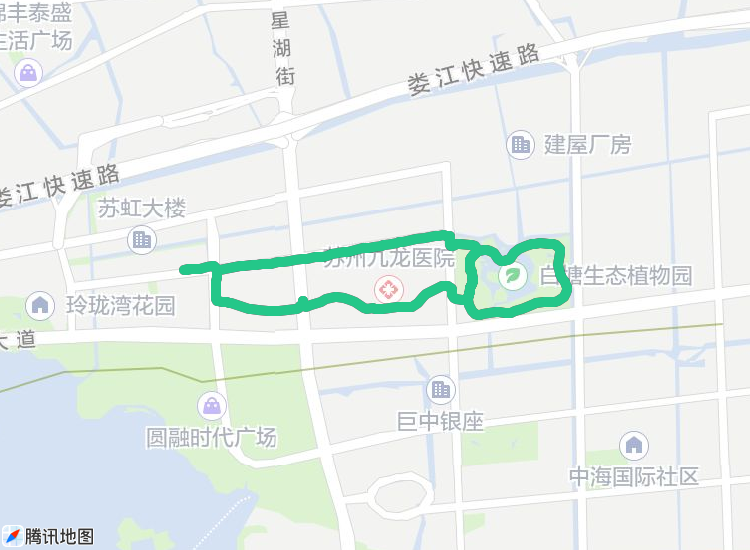 锦丰泰盛
生活广场
星湖街
娄江快速路
建屋厂房
娄江快速路
苏虹大楼
苏州九龙医院
白塘生态植物园
玲珑湾花园
大道
巨中银座
圆融时代广场
中海国际社区
腾讯地图